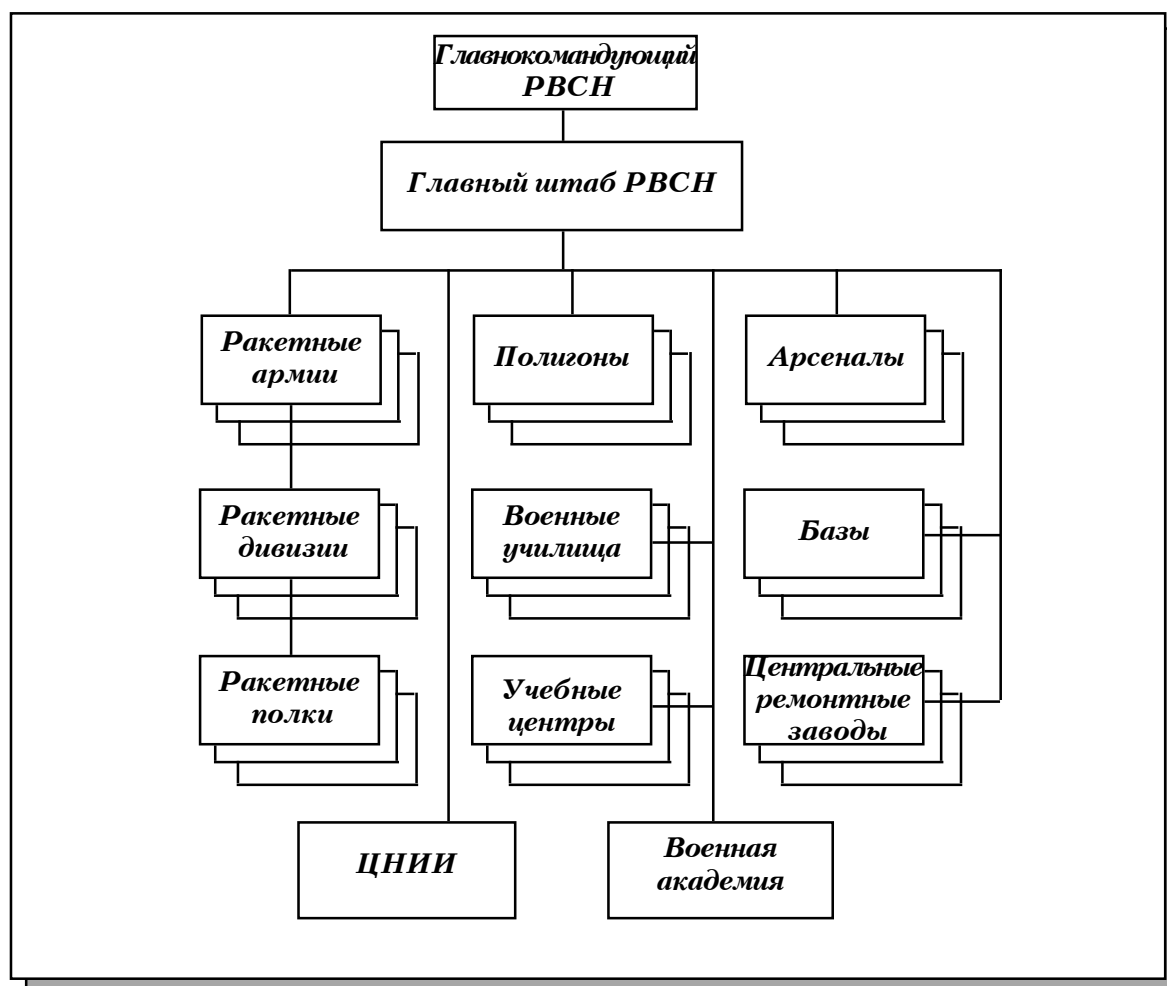 Главнокомандующий
РВСН
Главный штаб РВСН
Ракетные
армии
Полигоны
Арсеналы
Ракетные
дивизии
Военные
училища
Базы
Ракетные
полки
Учебные
центры
Центральные
ремонтные
заводы
ЦНИИ
Военная
академия